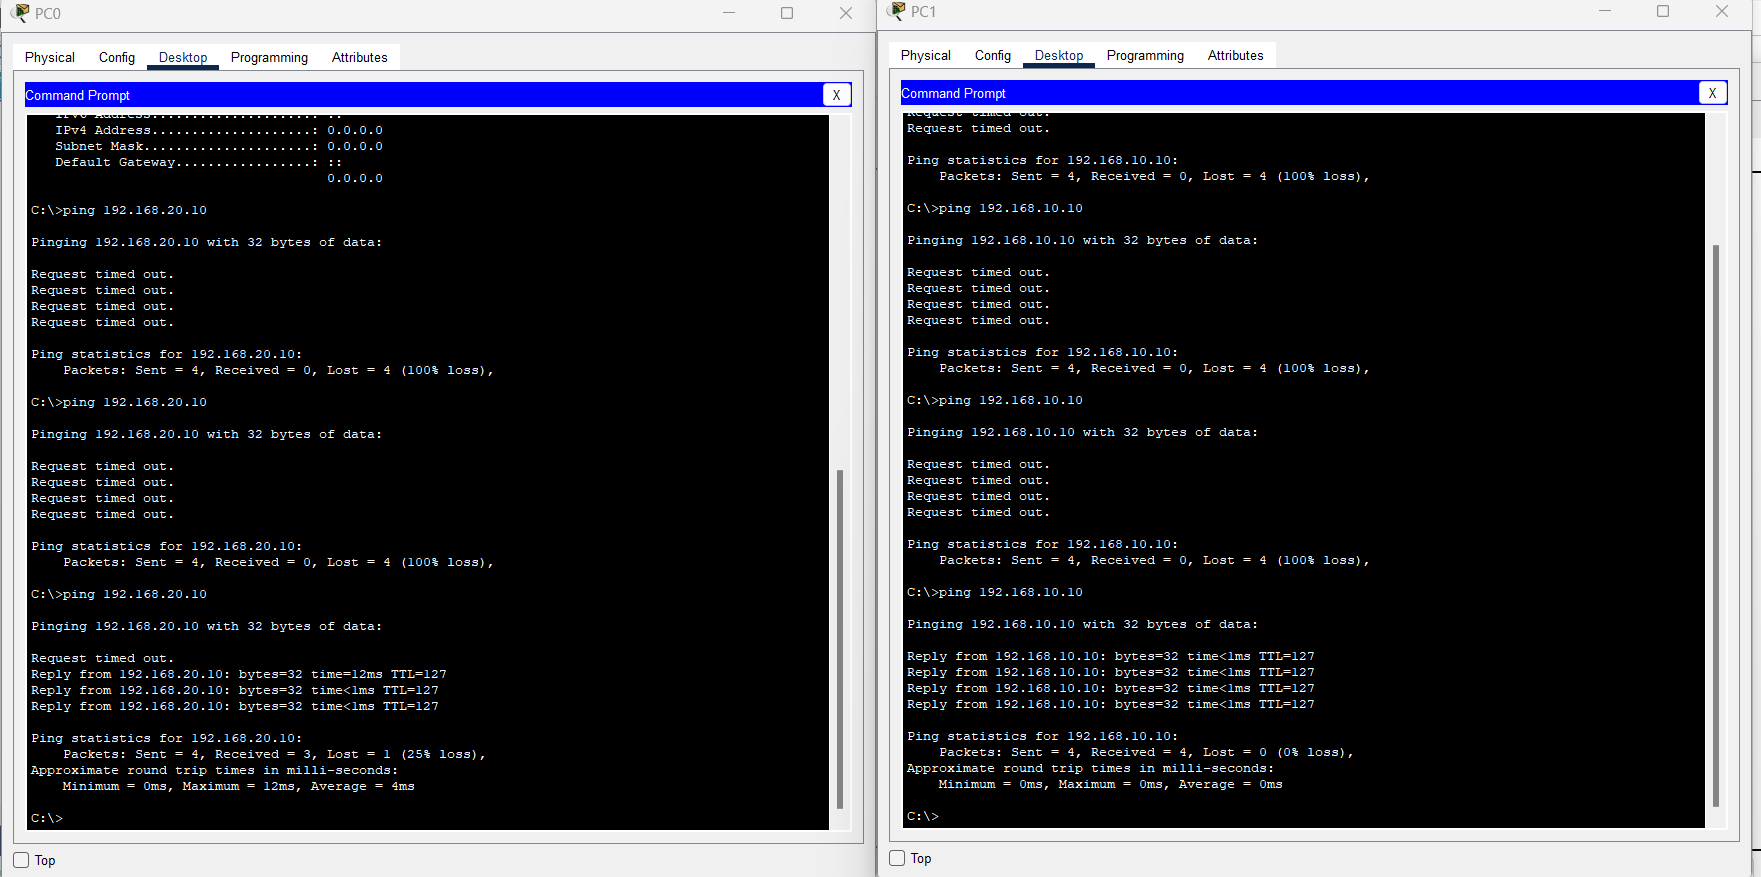 PC0
Physical Config Desktop Programming Attributes
Command Prompt
X
IPv6 Address......................: ::
IPv4 Address....................: 0.0.0.0
Subnet Mask.....................: 0.0.0.0
Default Gateway.................: ::
0.0.0.0
C:\>ping 192.168.20.10
Pinging 192.168.20.10 with 32 bytes of data:
Request timed out.
Request timed out.
Request timed out.
Request timed out.
Ping statistics for 192.168.20.10:
Packets: Sent = 4, Received = 0, Lost = 4 (100% loss),
C:\>ping 192.168.20.10
Pinging 192.168.20.10 with 32 bytes of data:
Request timed out.
Request timed out.
Request timed out.
Request timed out.
Ping statistics for 192.168.20.10:
Packets: Sent = 4, Received = 0, Lost = 4 (100% loss),
C:\>ping 192.168.20.10
Pinging 192.168.20.10 with 32 bytes of data:
Request timed out.
Reply from 192.168.20.10: bytes=32 time=12ms TTL=127
Reply from 192.168.20.10: bytes=32 time<1ms TTL=127
Reply from 192.168.20.10: bytes=32 time<1ms TTL=127
Ping statistics for 192.168.20.10:
Packets: Sent = 4, Received = 3, Lost = 1 (25% loss),
Approximate round trip times in milli-seconds:
Minimum = 0ms, Maximum = 12ms, Average = 4ms
C:\>
Top
PC1
Physical Config Desktop Programming Attributes
Command Prompt
X
Request timed out.
Request timed out.
Ping statistics for 192.168.10.10:
Packets: Sent = 4, Received = 0, Lost = 4 (100% loss),
C:\>ping 192.168.10.10
Pinging 192.168.10.10 with 32 bytes of data:
Request timed out.
Request timed out.
Request timed out.
Request timed out.
Ping statistics for 192.168.10.10:
Packets: Sent = 4, Received = 0, Lost = 4 (100% loss),
C:\>ping 192.168.10.10
Pinging 192.168.10.10 with 32 bytes of data:
Request timed out.
Request timed out.
Request timed out.
Request timed out.
Ping statistics for 192.168.10.10:
Packets: Sent = 4, Received = 0, Lost = 4 (100% loss),
C:\>ping 192.168.10.10
Pinging 192.168.10.10 with 32 bytes of data:
Reply from 192.168.10.10: bytes=32 time<1ms TTL=127
Reply from 192.168.10.10: bytes=32 time<1ms TTL=127
Reply from 192.168.10.10: bytes=32 time<1ms TTL=127
Reply from 192.168.10.10: bytes=32 time<1ms TTL=127
Ping statistics for 192.168.10.10:
Packets: Sent = 4, Received = 4, Lost = 0 (0% loss),
Approximate round trip times in milli-seconds:
Minimum = 0ms, Maximum = 0ms, Average = 0ms
C:\>
Top